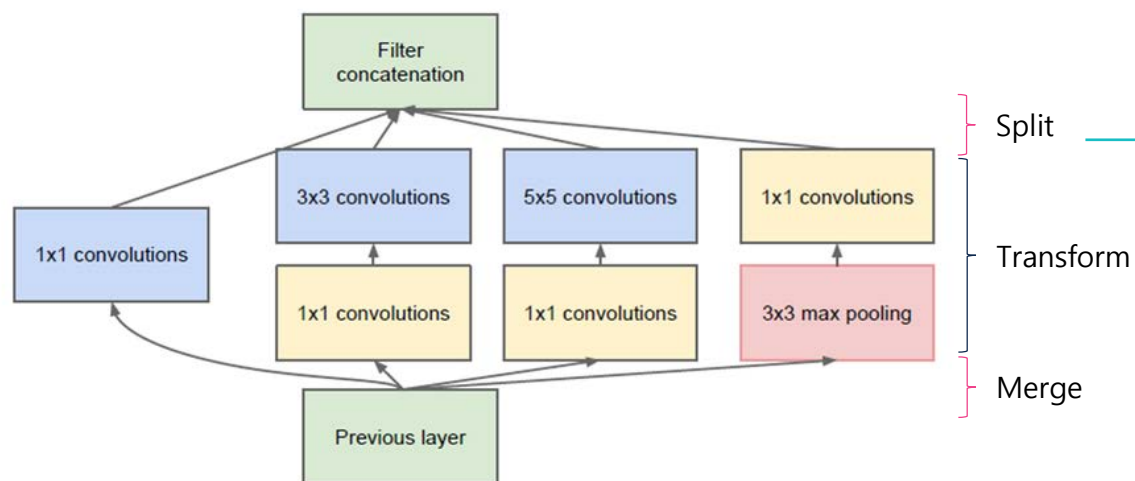 Filter
concatenation
Split
3x3 convolutions
5x5 convolutions
1x1 convolutions
1x1 convolutions
Transform
1x1 convolutions
1x1 convolutions
3x3 max pooling
Merge
Previous layer